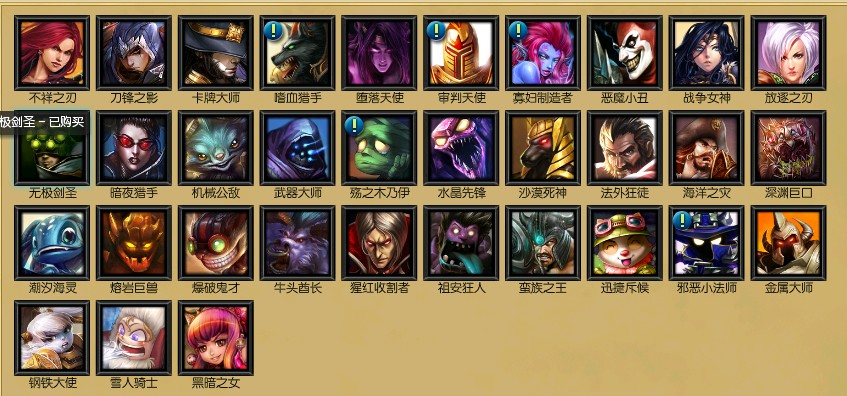 不祥之刃
刀锋之影
卡牌大师
嗜血猎手
堕落天使
审判天使
寡妇制造者
恶魔小丑
战争女神
放逐之刃
极剑圣 – 已购买
无极剑圣
暗夜猎手
机械公敌
武器大师
殇之木乃伊
水晶先锋
沙漠死神
法外狂徒
海洋之灾
深渊巨口
潮汐海灵
熔岩巨兽
爆破鬼才
牛头酋长
猩红收割者
祖安狂人
蛮族之王
迅捷斥候
邪恶小法师
金属大师
钢铁大使
雪人骑士
黑暗之女